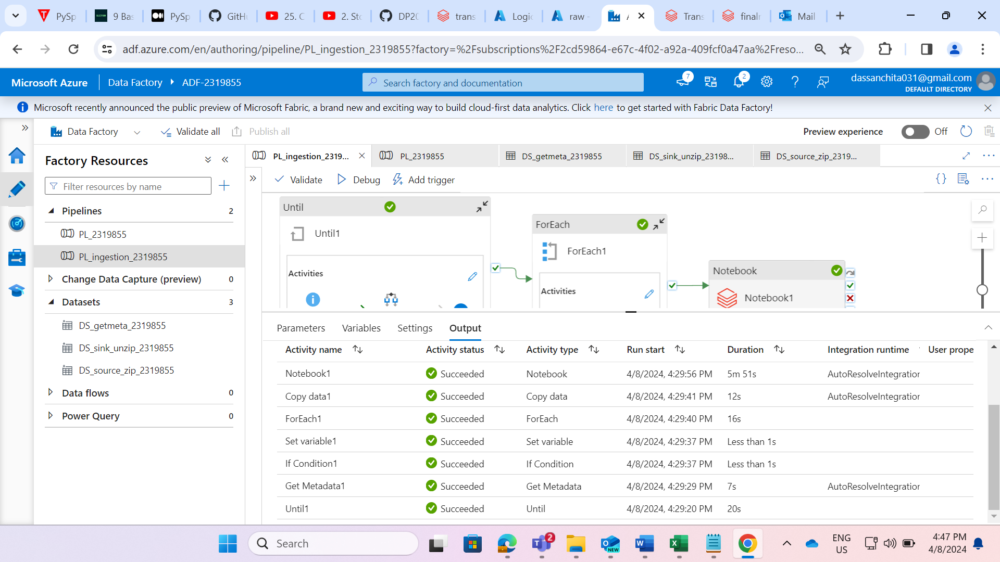 PySp
9 Bas
PySp
GitHu
25. C
2. Sto
DP20
trans
Logic
raw -
Trans
finalr
Mail
adf.azure.com/en/authoring/pipeline/PL_ingestion_2319855?factory=%2Fsubscriptions%2F2cd59864-e67c-4f02-a92a-409fcf0a47aa%2Freso...
Microsoft Azure
Data Factory
ADF-2319855
Search factory and documentation
7
2
dassanchita031@gmail.com
DEFAULT DIRECTORY
Microsoft recently announced the public preview of Microsoft Fabric, a brand new and exciting way to build cloud-first data analytics. Click here to get started with Fabric Data Factory!
Data Factory
Validate all
Publish all
Preview experience
Off
Factory Resources
Filter resources by name
Pipelines 2
PL_2319855
PL_ingestion_2319855
Change Data Capture (preview) 0
Datasets 3
DS_getmeta_2319855
DS_sink_unzip_2319855
DS_source_zip_2319855
Data flows 0
Power Query 0
PL_ingestion_2319...
PL_2319855
DS_getmeta_2319855
DS_sink_unzip_23198...
DS_source_zip_2319...
Validate
Debug
Add trigger
Until
Until1
Activities
ForEach
ForEach1
Activities
Notebook
Notebook1
Parameters Variables Settings Output
Activity name Activity status Activity type Run start Duration Integration runtime User prope
Notebook1 Succeeded Notebook 4/8/2024, 4:29:56 PM 5m 51s AutoResolveIntegration
Copy data1 Succeeded Copy data 4/8/2024, 4:29:41 PM 12s AutoResolveIntegration
ForEach1 Succeeded ForEach 4/8/2024, 4:29:40 PM 16s
Set variable1 Succeeded Set variable 4/8/2024, 4:29:37 PM Less than 1s
If Condition1 Succeeded If Condition 4/8/2024, 4:29:37 PM Less than 1s
Get Metadata1 Succeeded Get Metadata 4/8/2024, 4:29:29 PM 7s AutoResolveIntegration
Until1 Succeeded Until 4/8/2024, 4:29:20 PM 20s
Search
2
NEW
ENG
US
4:47 PM
4/8/2024